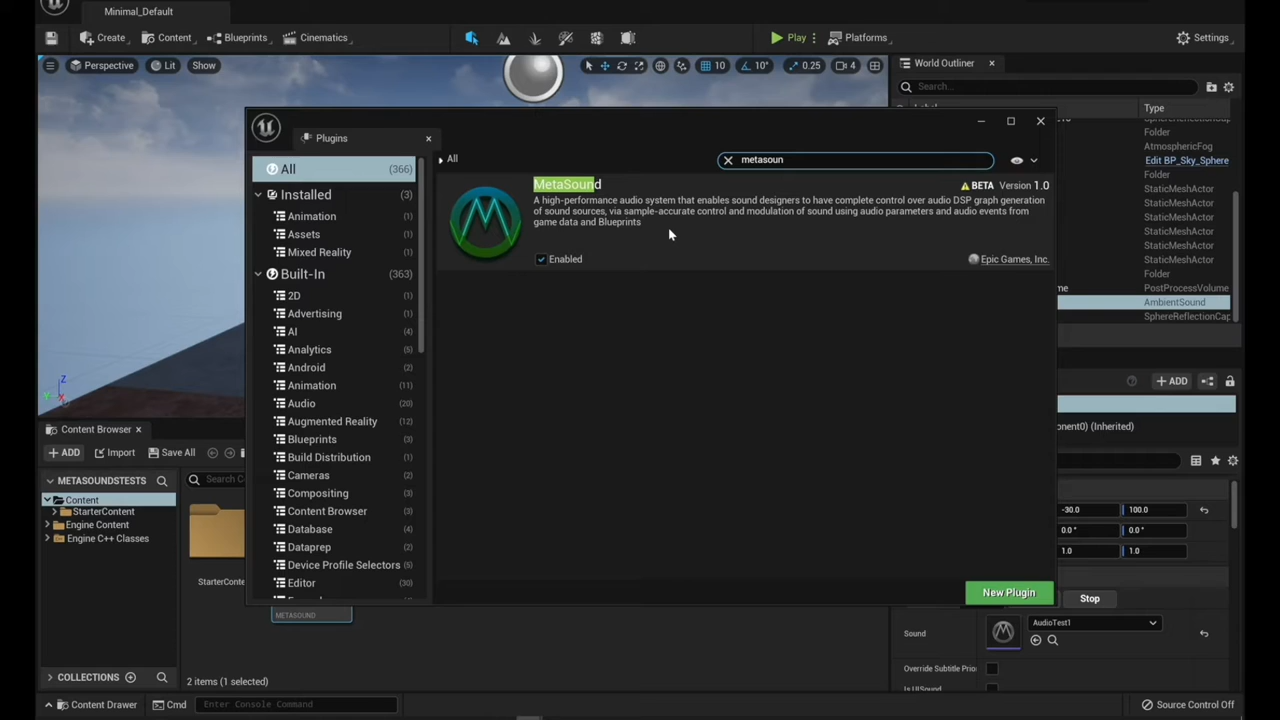 Minimal_Default
Create
Content
Blueprints
Cinematics
Play
Platforms
Settings
Perspective
Lit
Show
10
10°
0.25
4
World Outliner
Search...
Type
Folder
AtmosphericFog
Edit BP_Sky_Sphere
Folder
StaticMeshActor
StaticMeshActor
StaticMeshActor
StaticMeshActor
StaticMeshActor
Folder
PostProcessVolume
AmbientSound
SphereReflectionCap
Plugins
All (366)
Installed (3)
Animation (1)
Assets (1)
Mixed Reality (1)
Built-In (363)
2D (1)
Advertising (1)
AI (4)
Analytics (5)
Android (2)
Animation (11)
Audio (20)
Augmented Reality (12)
Blueprints (3)
Build Distribution (1)
Cameras (2)
Compositing (3)
Content Browser (3)
Database (4)
Dataprep (2)
Device Profile Selectors (5)
Editor (30)
All
metasoun
MetaSound
BETA Version 1.0
A high-performance audio system that enables sound designers to have complete control over audio DSP graph generation
of sound sources, via sample-accurate control and modulation of sound using audio parameters and audio events from
game data and Blueprints
Enabled
Epic Games, Inc.
New Plugin
Z
Y
X
Content Browser
ADD
Import
Save All
METASOUNDSTESTS
Search Co
Content
StarterContent
Engine Content
Engine C++ Classes
StarterConte
METASOUND
2 items (1 selected)
COLLECTIONS
Content Drawer
Cmd
Enter Console Command
Source Control Off
ADD
onent0) (Inherited)
-30.0 100.0
0.0 ° 0.0 °
1.0 1.0
Stop
Sound
AudioTest1
Override Subtitle Prior
Is UISound